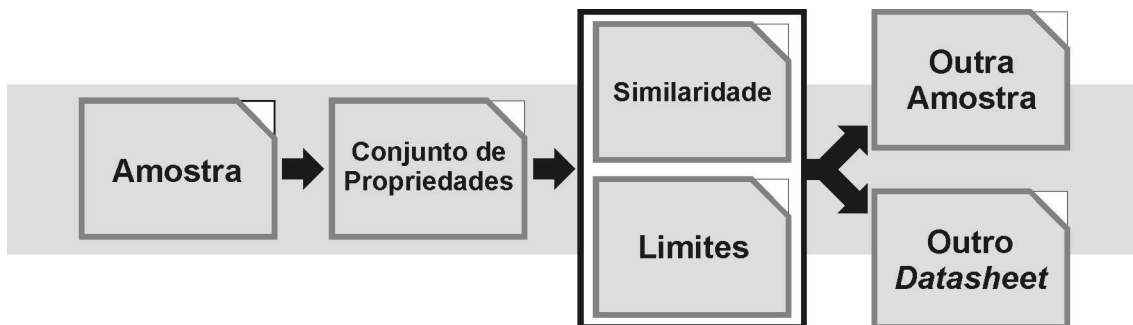 Amostra
Conjunto de
Propriedades
Similaridade
Limites
Outra
Amostra
Outro
Datasheet